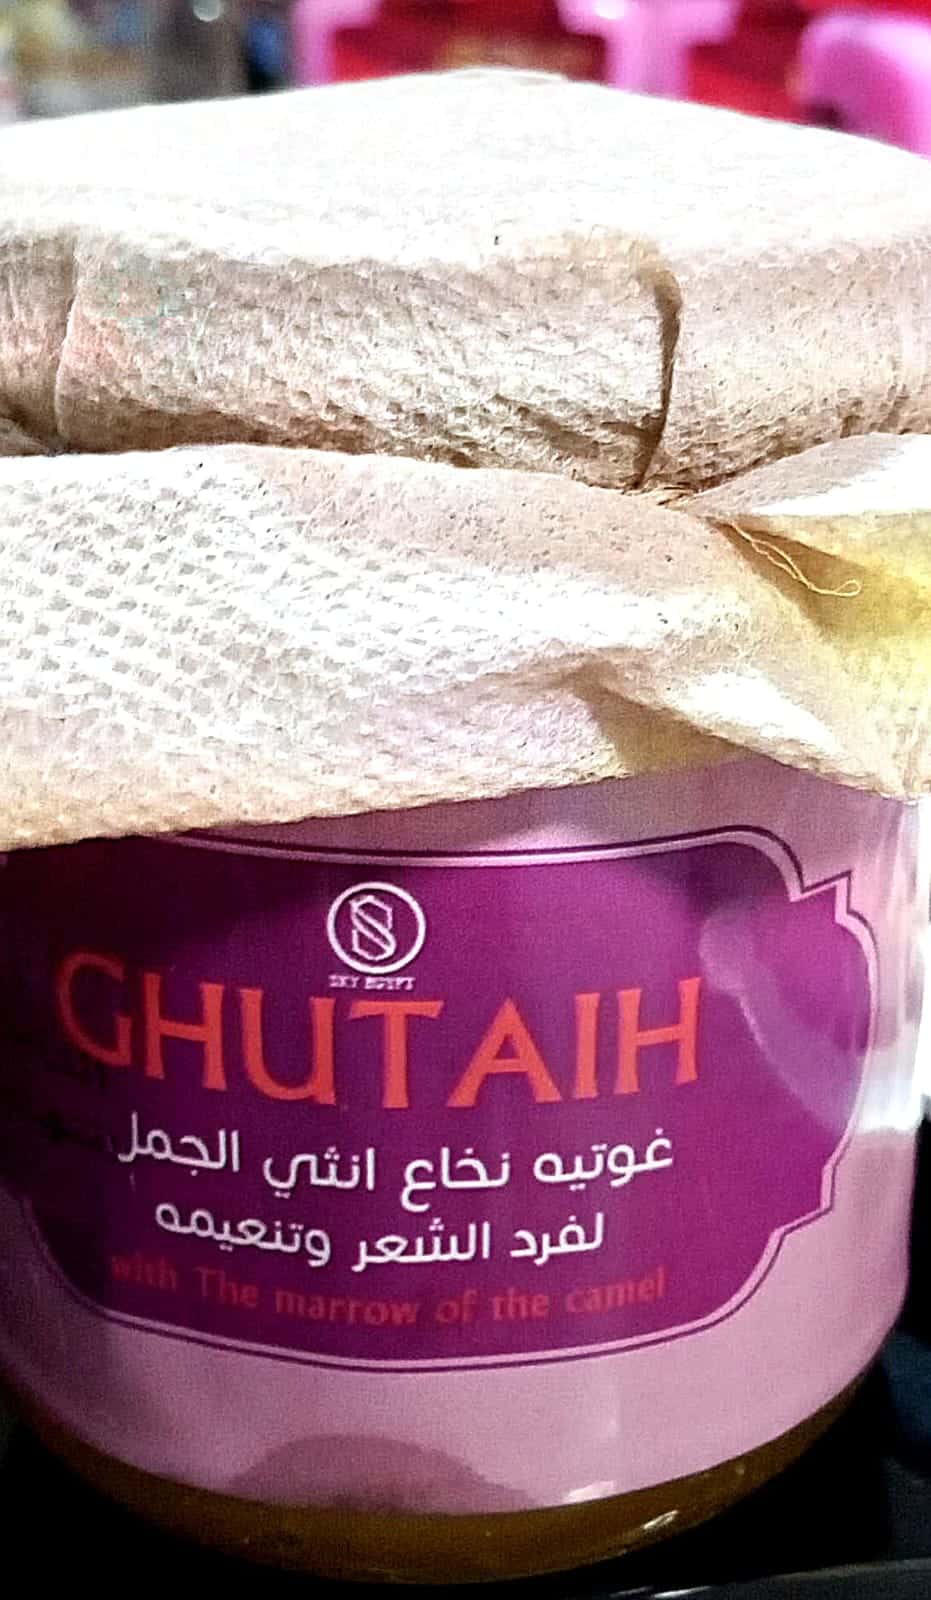 SKY EGYPT
GHUTAIH
غوتيه نخاع انثي الجمل
لفرد الشعر وتنعيمه
with The marrow of the camel